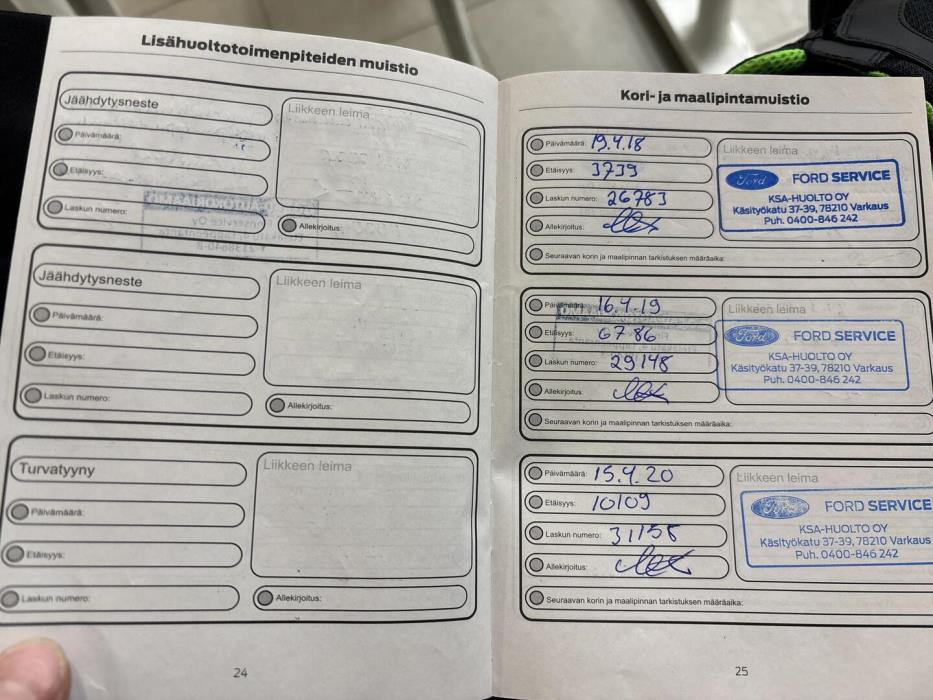 Lisähuoltotoimenpiteiden muistio
Jäähdytysneste
Päivämäärä:
Etäisyys:
Laskun numero:
Liikkeen leima
Allekirjoitus:
Jäähdytysneste
Päivämäärä:
Etäisyys:
Laskun numero:
Liikkeen leima
Allekirjoitus:
Turvatyyny
Päivämäärä:
Etäisyys:
Laskun numero:
Liikkeen leima
Allekirjoitus:
24
Kori- ja maalipintamuistio
Päivämäärä: 19.4.18
Etäisyys: 3739
Laskun numero: 26783
Allekirjoitus:
Liikkeen leima
Ford FORD SERVICE
KSA-HUOLTO OY
Käsityökatu 37-39, 78210 Varkaus
Puh. 0400-846 242
Seuraavan korin ja maalipinnan tarkistuksen määräaika:
Päivämäärä: 16.4.19
Etäisyys: 6786
Laskun numero: 29148
Allekirjoitus:
Liikkeen leima
Ford FORD SERVICE
KSA-HUOLTO OY
Käsityökatu 37-39, 78210 Varkaus
Puh. 0400-846 242
Seuraavan korin ja maalipinnan tarkistuksen määräaika:
Päivämäärä: 15.4.20
Etäisyys: 10109
Laskun numero:
Allekirjoitus:
Liikkeen leima
Ford FORD SERVICE
KSA-HUOLTO OY
Käsityökatu 37-39, 78210 Varkaus
Puh. 0400-846 242
Seuraavan korin ja maalipinnan tarkistuksen määräaika:
25